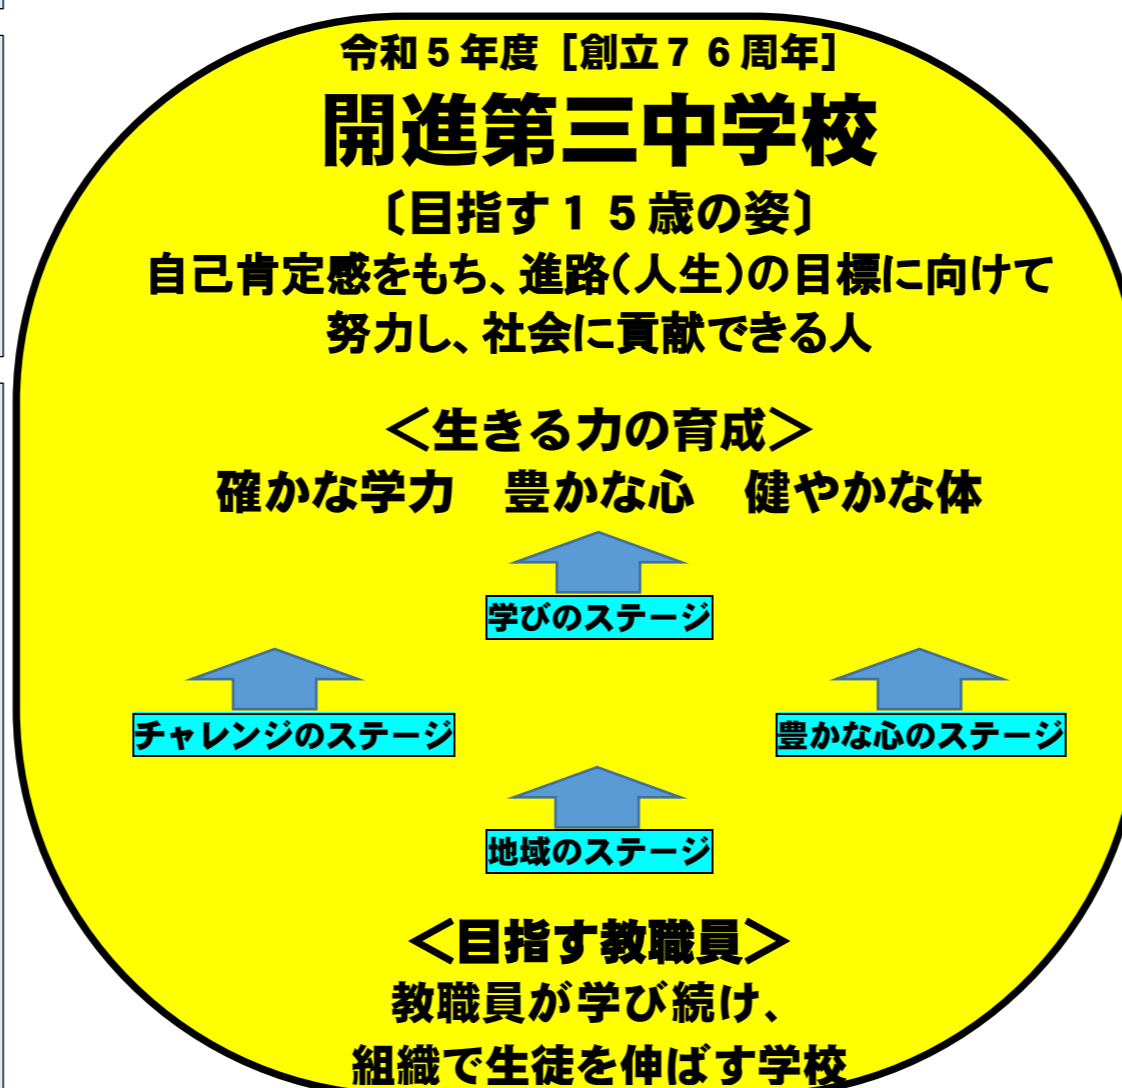 令和5年度［創立76周年］
開進第三中学校
〔目指す15歳の姿〕
自己肯定感をもち、進路（人生）の目標に向けて
努力し、社会に貢献できる人
＜生きる力の育成＞
確かな学力　豊かな心　健やかな体
学びのステージ
チャレンジのステージ　豊かな心のステージ
地域のステージ
＜目指す教職員＞
教職員が学び続け、
組織で生徒を伸ばす学校